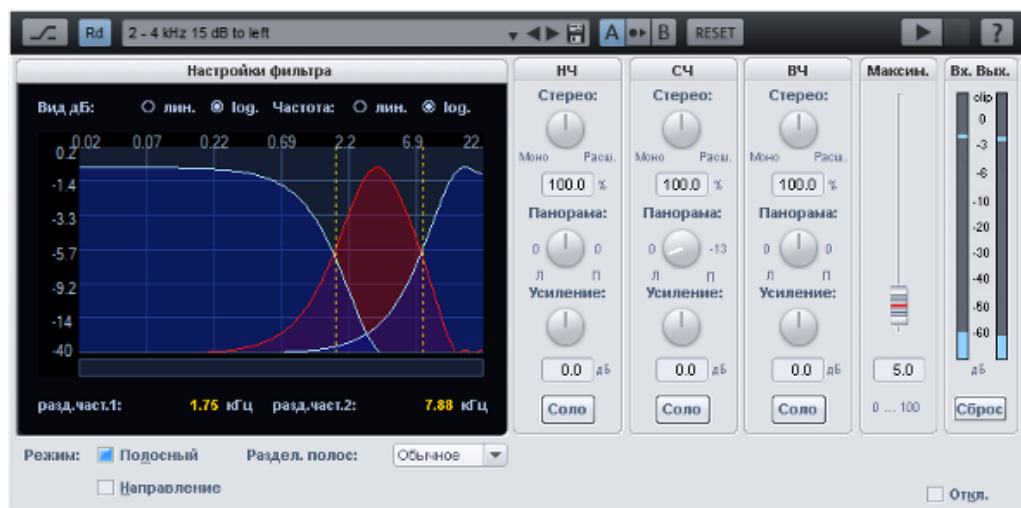 Rd 2 - 4 kHz 15 dB to left A B RESET ?
Настройки фильтра НЧ СЧ ВЧ Максим. Вх. Вых.
Вид дБ: лин. log. Частота: лин. log.
Стерео: Стерео: Стерео:
0.02 0.07 0.22 0.69 2.2 6.9 22.
0.2
-1.4
-3.3
-5.7
-9.2
-14
-40
Моно Расш. Моно Расш. Моно Расш.
100.0 % 100.0 % 100.0 %
Панорама: Панорама: Панорама:
0 0 0 -13 0 0
Л П Л П Л П
Усиление: Усиление: Усиление:
0.0 дБ 0.0 дБ 0.0 дБ 5.0
Соло Соло Соло 0 ... 100
clip
0
-3
-6
-10
-20
-30
-40
-50
-60
дБ
Сброс
разд.част.1: 1.75 кГц разд.част.2: 7.88 кГц
Режим: Полосный Раздел. полос: Обычное
Направление
Откл.